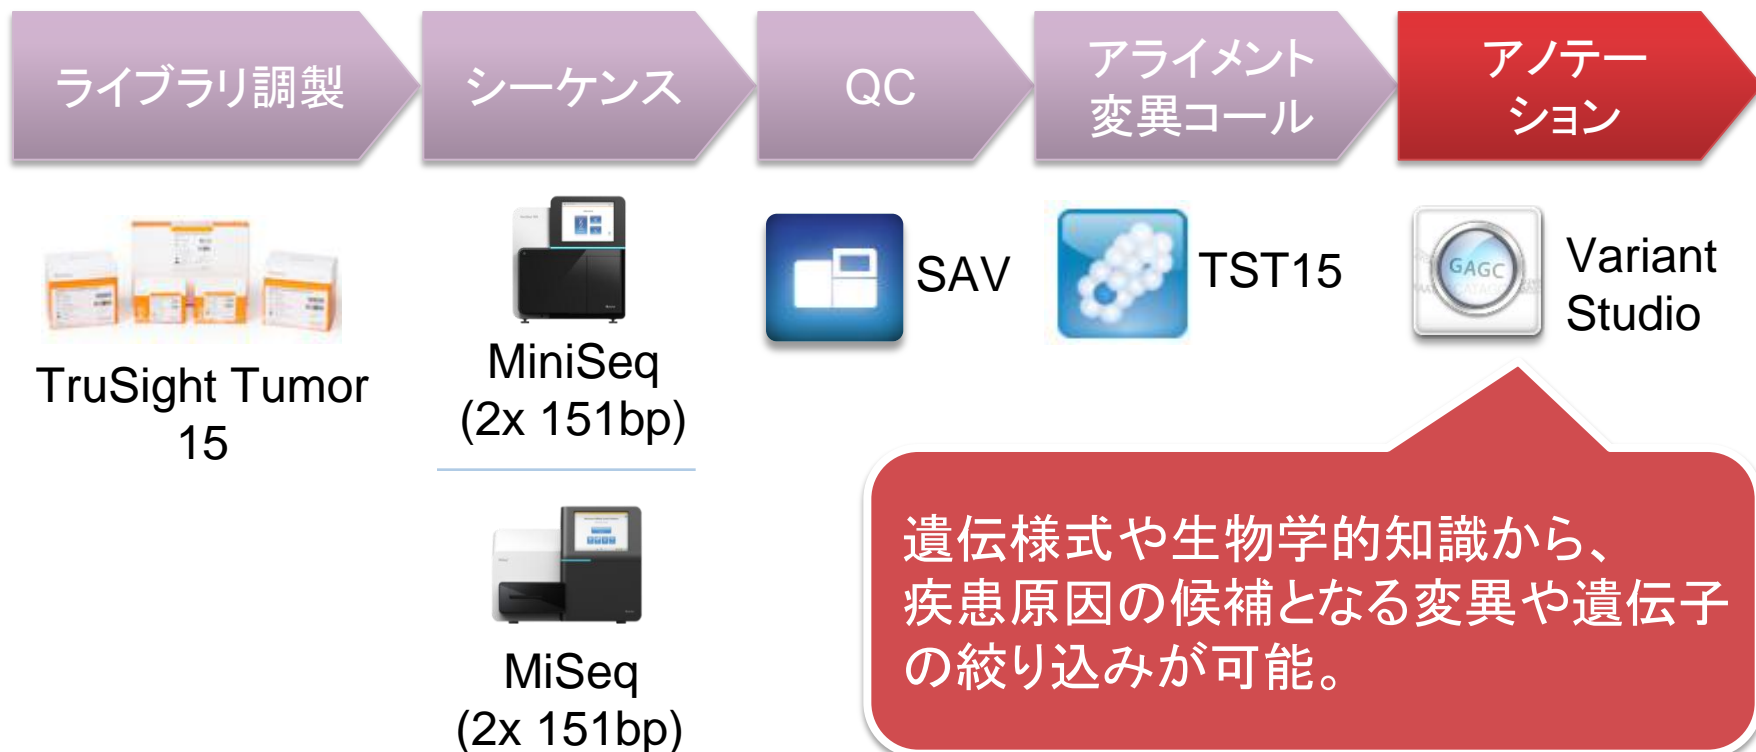 ライブラリ調製
シーケンス
QC
アライメント
変異コール
アノテー
ション
TruSight Tumor
15
MiniSeq
(2x 151bp)
MiSeq
(2x 151bp)
SAV
TST15
GAGC
Variant
Studio
遺伝様式や生物学的知識から、
疾患原因の候補となる変異や遺伝子
の絞り込みが可能。